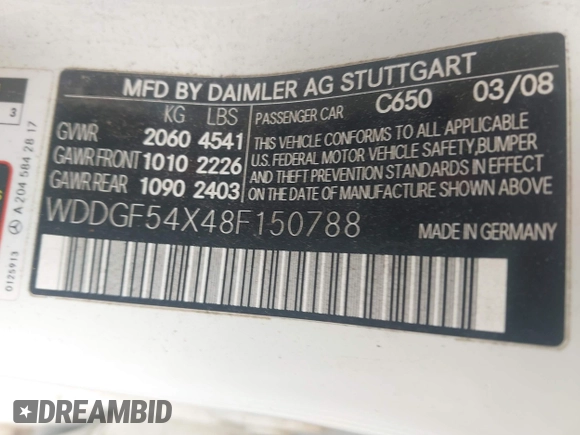 MFD BY DAIMLER AG STUTTGART
KG LBS
GVWR 2060 4541
GAWR FRONT 1010 2226
GAWR REAR 1090 2403
PASSENGER CAR C650 03/08
THIS VEHICLE CONFORMS TO ALL APPLICABLE
U.S. FEDERAL MOTOR VEHICLE SAFETY, BUMPER
AND THEFT PREVENTION STANDARDS IN EFFECT
ON THE DATE OF MANUFACTURE SHOWN ABOVE.
WDDGF54X48F150788
MADE IN GERMANY
3
A 204 584 28 17
0125913
DREAMBID